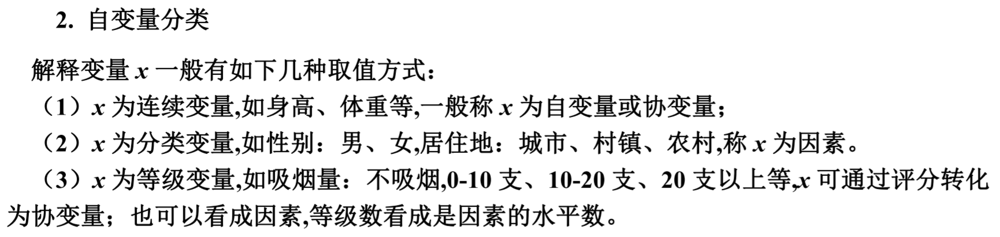 2. 自变量分类
解释变量 x 一般有如下几种取值方式：
（1）x 为连续变量,如身高、体重等,一般称 x 为自变量或协变量；
（2）x 为分类变量,如性别：男、女,居住地：城市、村镇、农村,称 x 为因素。
（3）x 为等级变量,如吸烟量：不吸烟,0-10 支、10-20 支、20 支以上等,x 可通过评分转化
为协变量；也可以看成因素,等级数看成是因素的水平数。